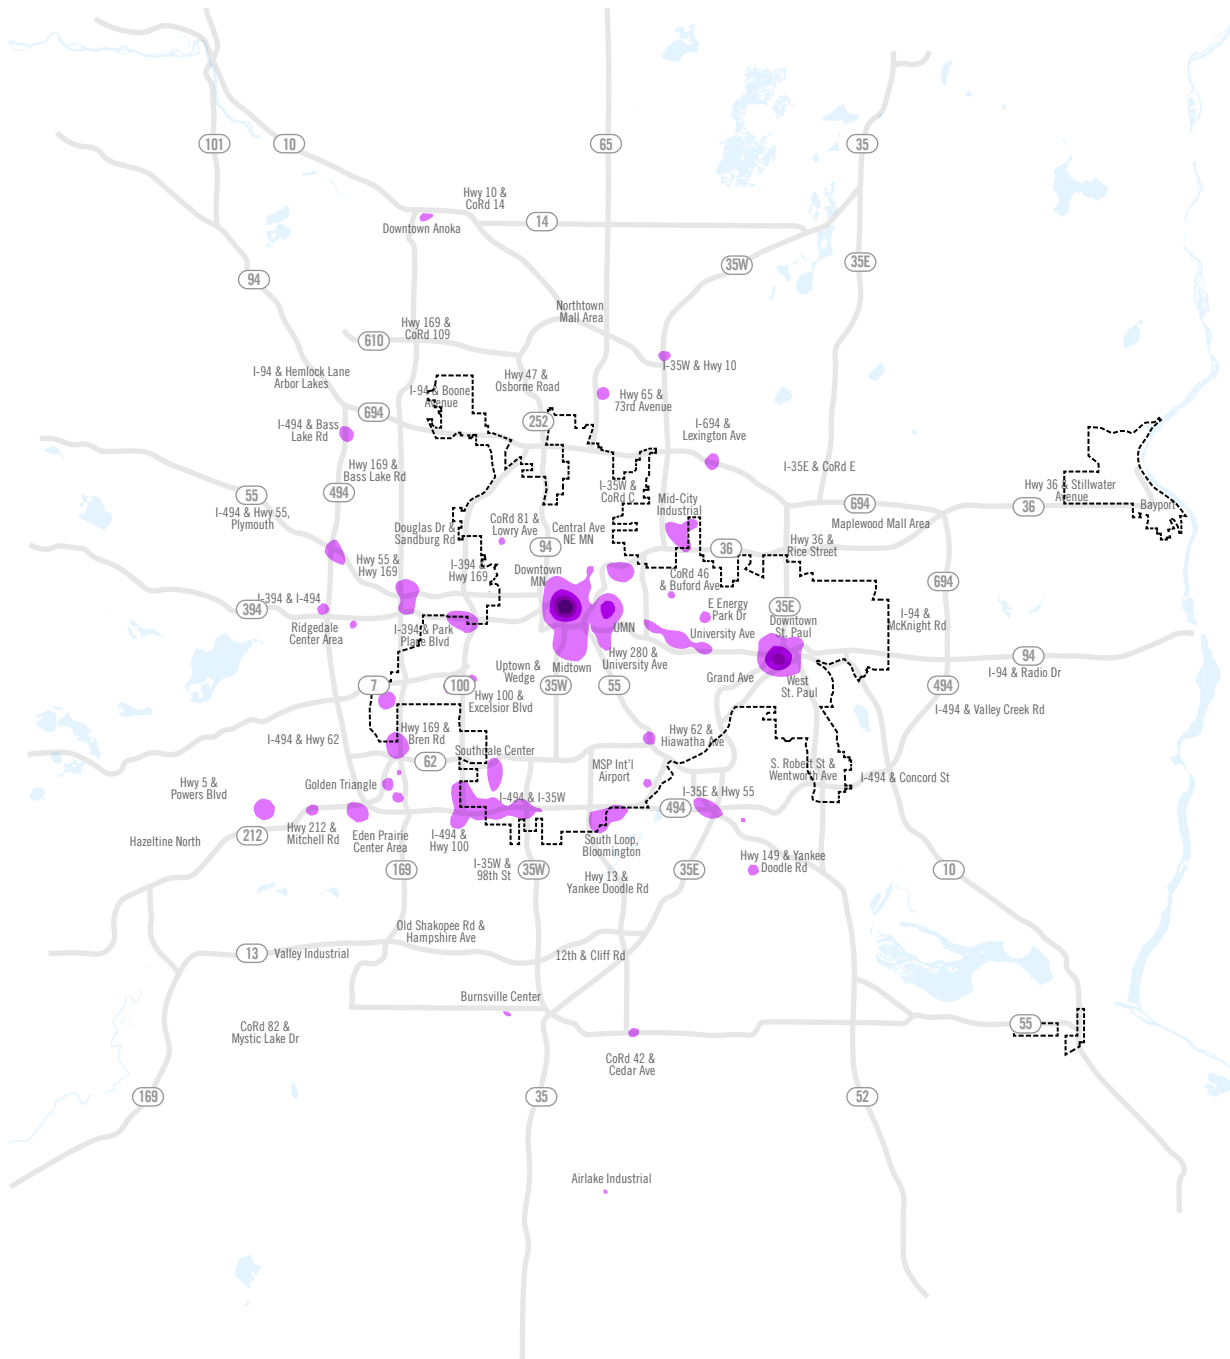 101
10
65
35
Hwy 10 &
CoRd 14
Downtown Anoka
14
94
35W
35E
Northtown
Mall Area
Hwy 169 &
CoRd 109
610
I-35W & Hwy 10
I-94 & Hemlock Lane
Arbor Lakes
I-94 & Boone
Avenue
Hwy 47 &
Osborne Road
Hwy 65 &
73rd Avenue
694
252
I-494 & Bass
Lake Rd
I-694 &
Lexington Ave
Hwy 169 &
Bass Lake Rd
I-35E & CoRd E
494
55
I-35W &
CoRd C
Hwy 36 & Stillwater
Avenue
Bayport
I-494 & Hwy 55,
Plymouth
Mid-City
Industrial
694
36
Maplewood Mall Area
Douglas Dr &
Sandburg Rd
CoRd 81 &
Lowry Ave
Central Ave
NE MN
94
36
Hwy 36 &
Rice Street
Hwy 55 &
Hwy 169
I-394 &
Hwy 169
Downtown
MN
CoRd 46
& Buford Ave
694
394
I-394 & I-494
E Energy
Park Dr
35E
I-94 &
McKnight Rd
Ridgedale
Center Area
I-394 & Park
Place Blvd
UMN
University Ave
Downtown
St. Paul
Hwy 280 &
University Ave
94
Uptown &
Wedge
Midtown
Grand Ave
West
St. Paul
I-94 & Radio Dr
7
100
35W
55
494
Hwy 100 &
Excelsior Blvd
I-494 & Valley Creek Rd
I-494 & Hwy 62
Hwy 169 &
Bren Rd
Hwy 62 &
Hiawatha Ave
Southdale Center
62
MSP Int'l
Airport
S. Robert St &
Wentworth Ave
I-494 & Concord St
Hwy 5 &
Powers Blvd
Golden Triangle
I-494 & I-35W
I-35E & Hwy 55
494
212
Hazeltine North
Hwy 212 &
Mitchell Rd
Eden Prairie
Center Area
I-494 &
Hwy 100
South Loop,
Bloomington
Hwy 149 & Yankee
Doodle Rd
169
I-35W &
98th St
35W
Hwy 13 &
Yankee Doodle Rd
35E
10
Old Shakopee Rd &
Hampshire Ave
13
Valley Industrial
12th & Cliff Rd
Burnsville Center
CoRd 82 &
Mystic Lake Dr
55
CoRd 42 &
Cedar Ave
169
35
52
Airlake Industrial